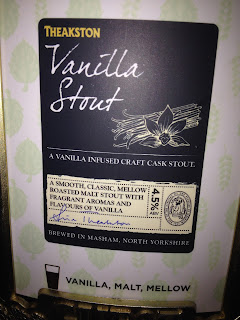 THEAKSTON
Vanilla
Stout
A VANILLA INFUSED CRAFT CASK STOUT.
A SMOOTH, CLASSIC, MELLOW
ROASTED MALT STOUT WITH
FRAGRANT AROMAS AND
FLAVOURS OF VANILLA
4.5%
BREWED IN MASHAM, NORTH YORKSHIRE
VANILLA, MALT, MELLOW